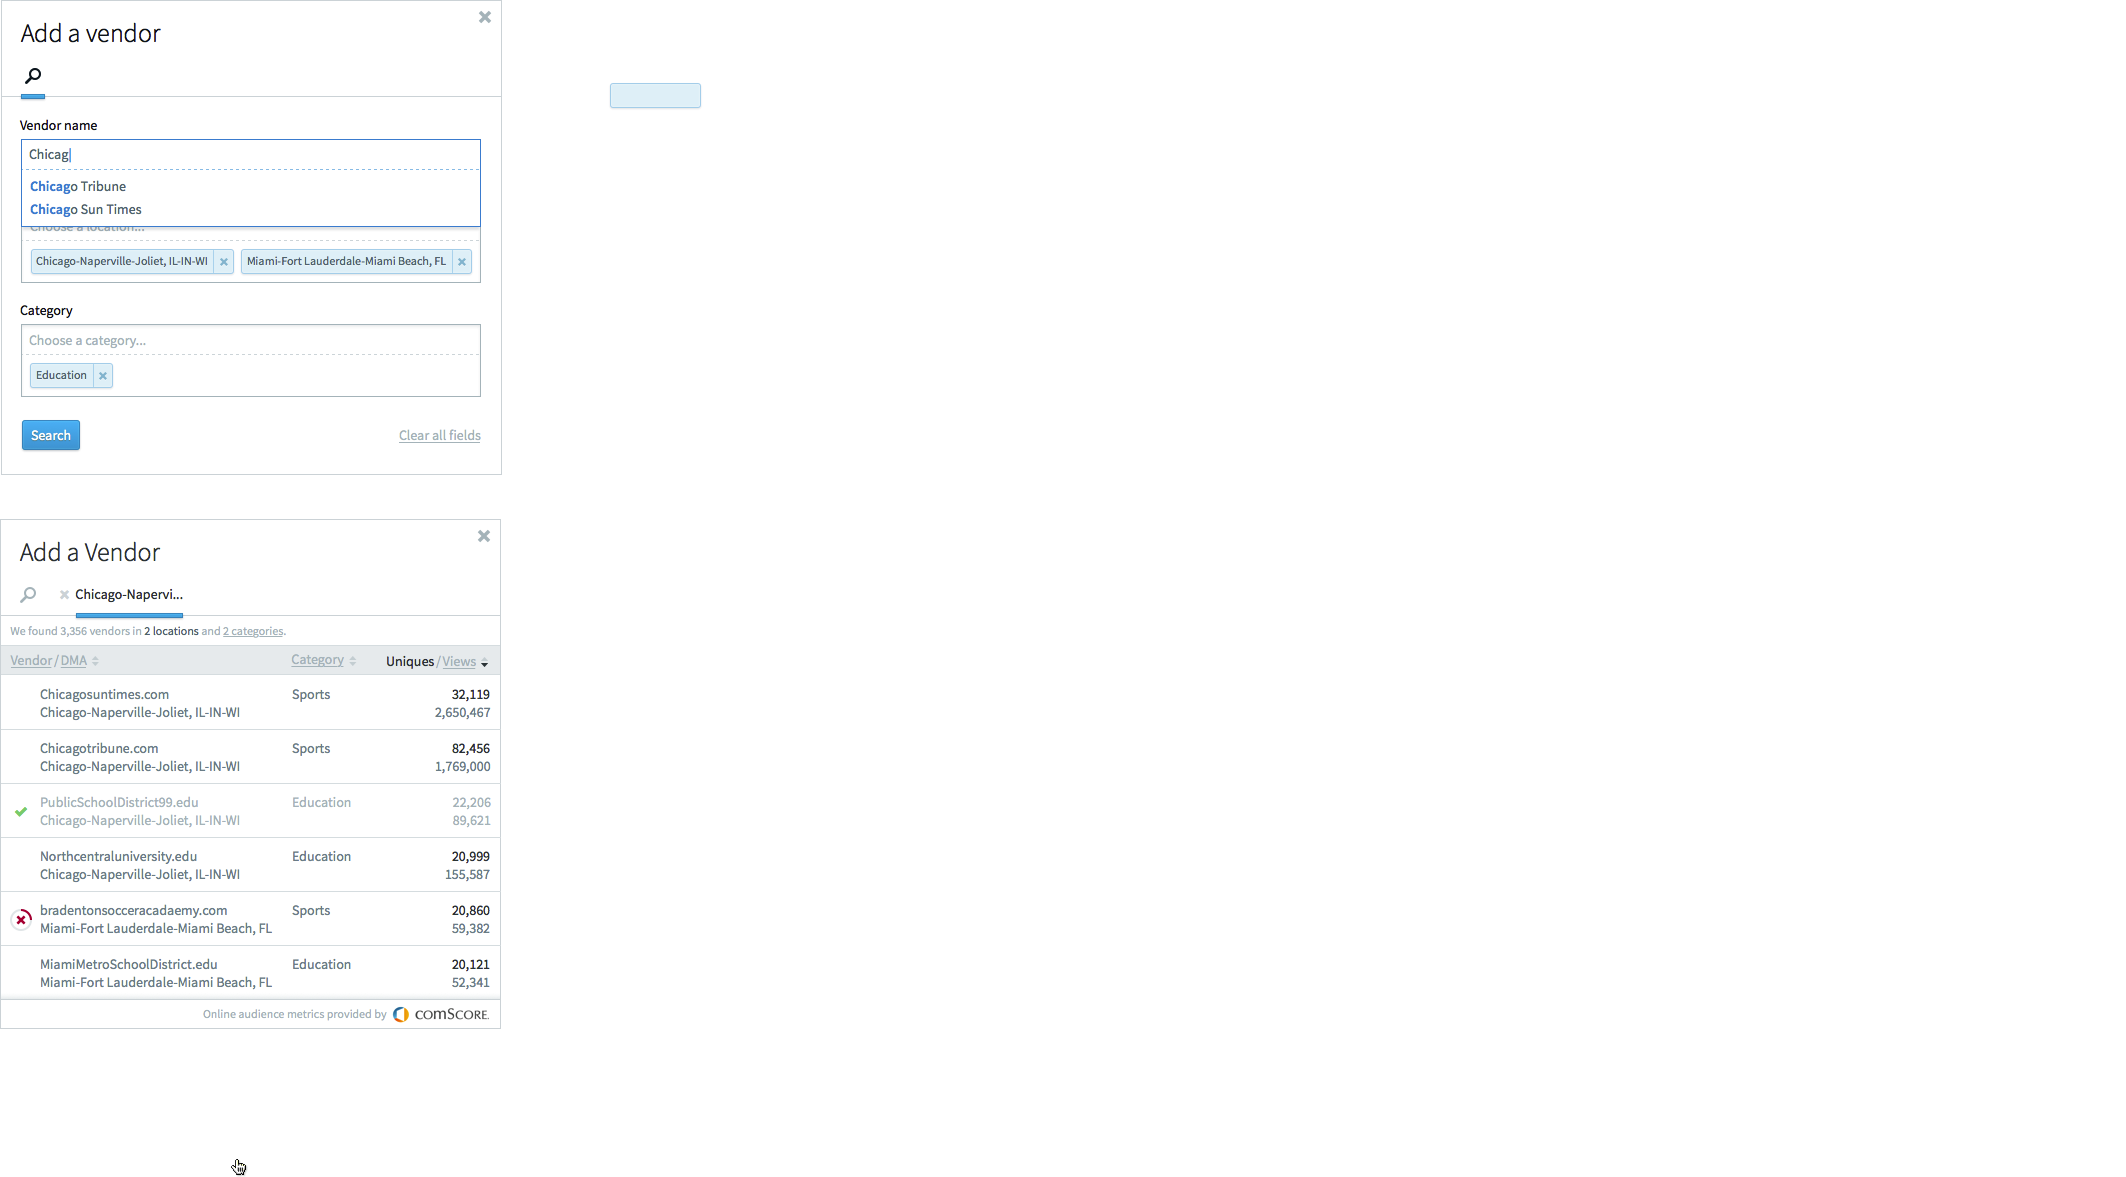 Add a vendor
Vendor name
Chicag
Chicago Tribune
Chicago Sun Times
Choose a location...
Chicago-Naperville-Joliet, IL-IN-WI Miami-Fort Lauderdale-Miami Beach, FL
Category
Choose a category...
Education
Search Clear all fields
Add a Vendor
Chicago-Napervi...
We found 3,356 vendors in 2 locations and 2 categories.
Vendor / DMA Category Uniques / Views
Chicagosuntimes.com Sports 32,119
Chicago-Naperville-Joliet, IL-IN-WI 2,650,467
Chicagotribune.com Sports 82,456
Chicago-Naperville-Joliet, IL-IN-WI 1,769,000
PublicSchoolDistrict99.edu Education 22,206
Chicago-Naperville-Joliet, IL-IN-WI 89,621
Northcentraluniversity.edu Education 20,999
Chicago-Naperville-Joliet, IL-IN-WI 155,587
bradentonsocceracadaemy.com Sports 20,860
Miami-Fort Lauderdale-Miami Beach, FL 59,382
MiamiMetroSchoolDistrict.edu Education 20,121
Miami-Fort Lauderdale-Miami Beach, FL 52,341
Online audience metrics provided by comScore.